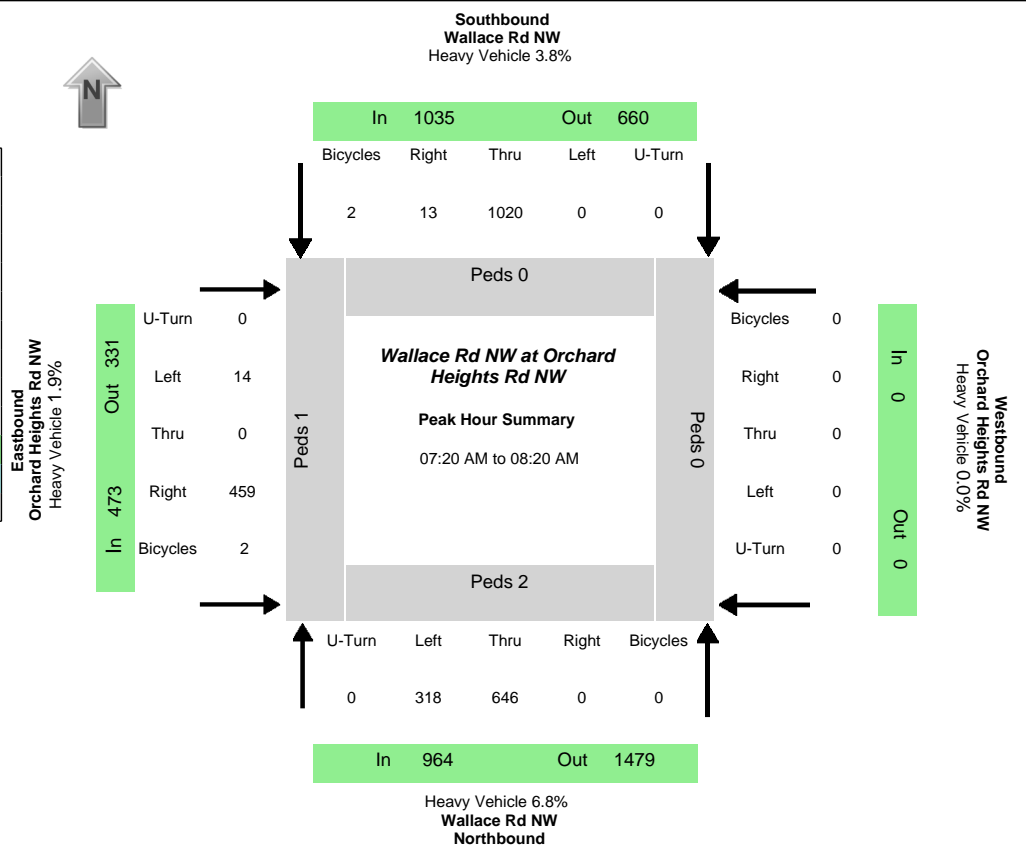 Southbound
Wallace Rd NW
Heavy Vehicle 3.8%
N
In 1035 Out 660
Bicycles Right Thru Left U-Turn
2 13 1020 0 0
Peds 0
Eastbound
Orchard Heights Rd NW
Heavy Vehicle 1.9%
In 473 Out 331
U-Turn 0
Left 14
Thru 0
Right 459
Bicycles 2
Peds 1
Wallace Rd NW at Orchard
Heights Rd NW
Peak Hour Summary
07:20 AM to 08:20 AM
Peds 0
Bicycles 0
Right 0
Thru 0
Left 0
U-Turn 0
In 0 Out 0
Westbound
Orchard Heights Rd NW
Heavy Vehicle 0.0%
Peds 2
U-Turn Left Thru Right Bicycles
0 318 646 0 0
In 964 Out 1479
Heavy Vehicle 6.8%
Wallace Rd NW
Northbound